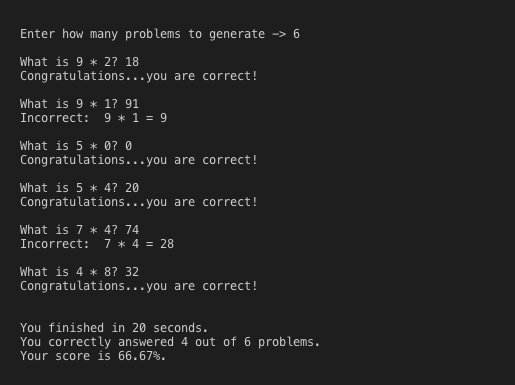 Enter how many problems to generate –> 6
What is 9 * 2? 18
Congratulations...you are correct!
What is 9 * 1? 91
Incorrect:  9 * 1 = 9
What is 5 * 0? 0
Congratulations...you are correct!
What is 5 * 4? 20
Congratulations...you are correct!
What is 7 * 4? 74
Incorrect:  7 * 4 = 28
What is 4 * 8? 32
Congratulations...you are correct!
You finished in 20 seconds.
You correctly answered 4 out of 6 problems.
Your score is 66.67%.